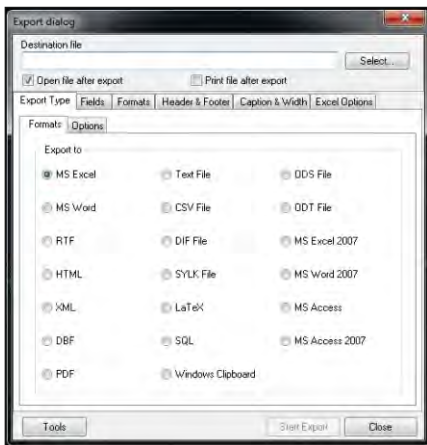 Export dialog
Destination file
Select...
Open file after export Print file after export
Export Type Fields Formats Header & Footer Caption & Width Excel Options
Formats Options
Export to
MS Excel Text File ODS File
MS Word CSV File ODT File
RTF DIF File MS Excel 2007
HTML SYLK File MS Word 2007
XML LaTeX MS Access
DBF SQL MS Access 2007
PDF Windows Clipboard
Tools Start Export Close